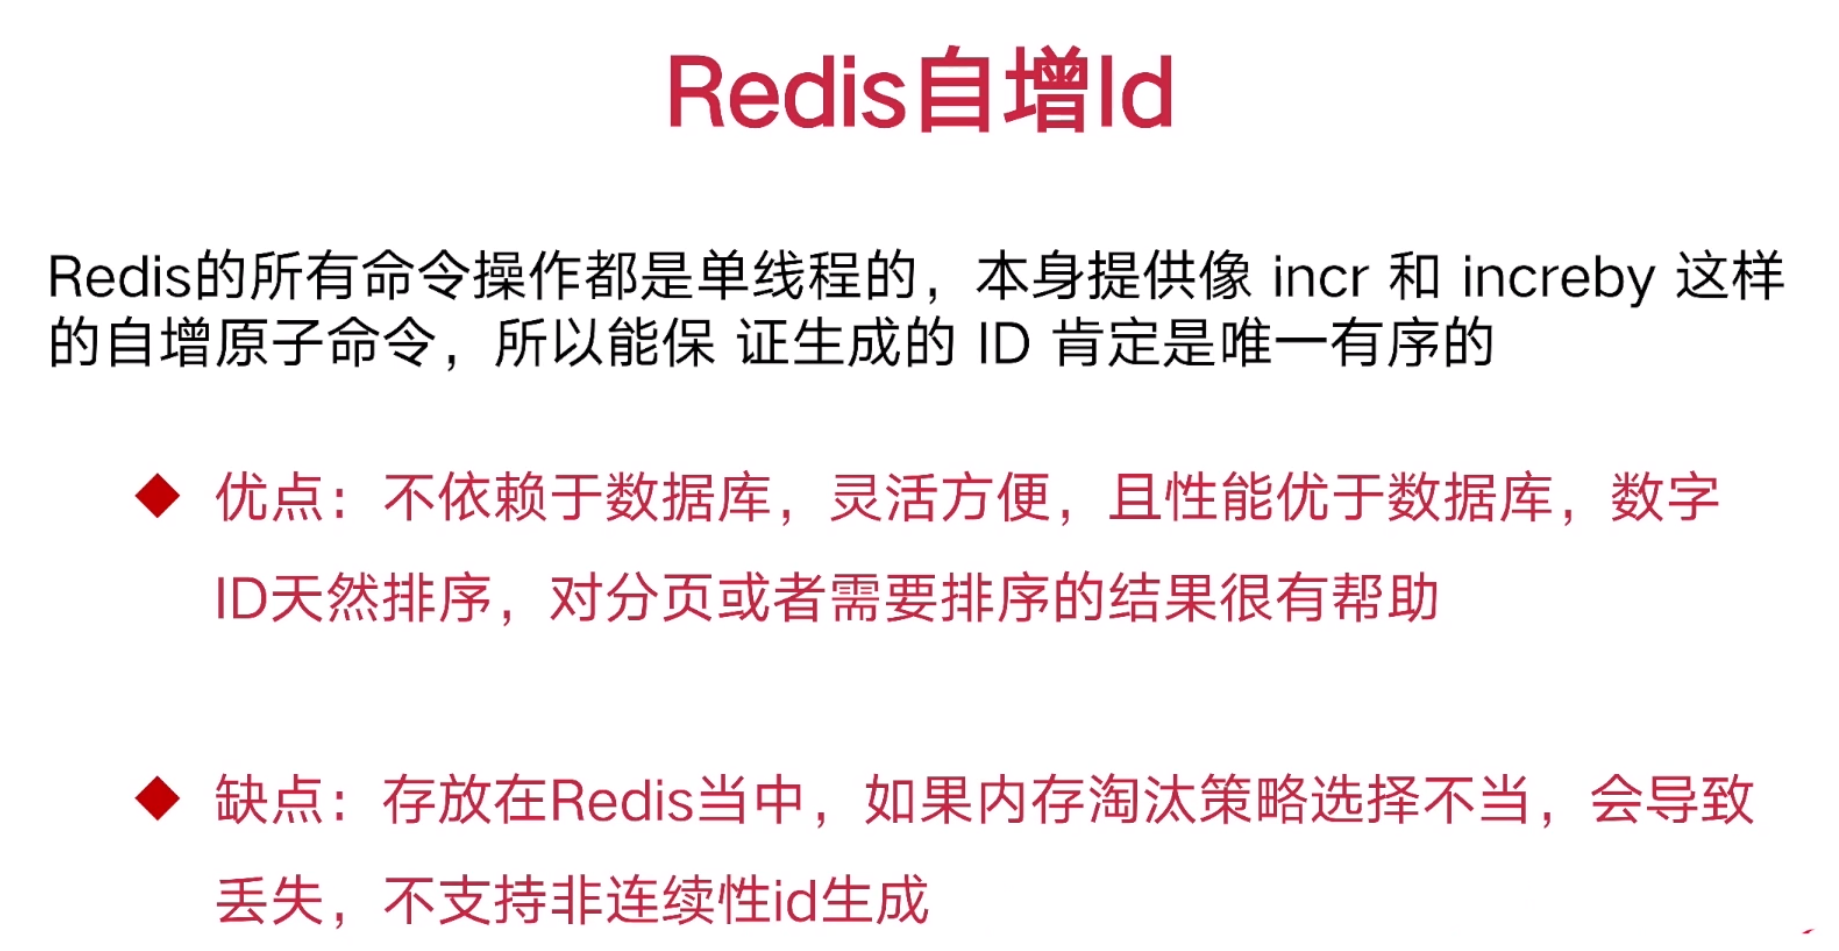 Redis自增Id
Redis的所有命令操作都是单线程的，本身提供像 incr 和 increby 这样
的自增原子命令，所以能保 证生成的 ID 肯定是唯一有序的
◆ 优点：不依赖于数据库，灵活方便，且性能优于数据库，数字
ID天然排序，对分页或者需要排序的结果很有帮助
◆ 缺点：存放在Redis当中，如果内存淘汰策略选择不当，会导致
丢失，不支持非连续性id生成